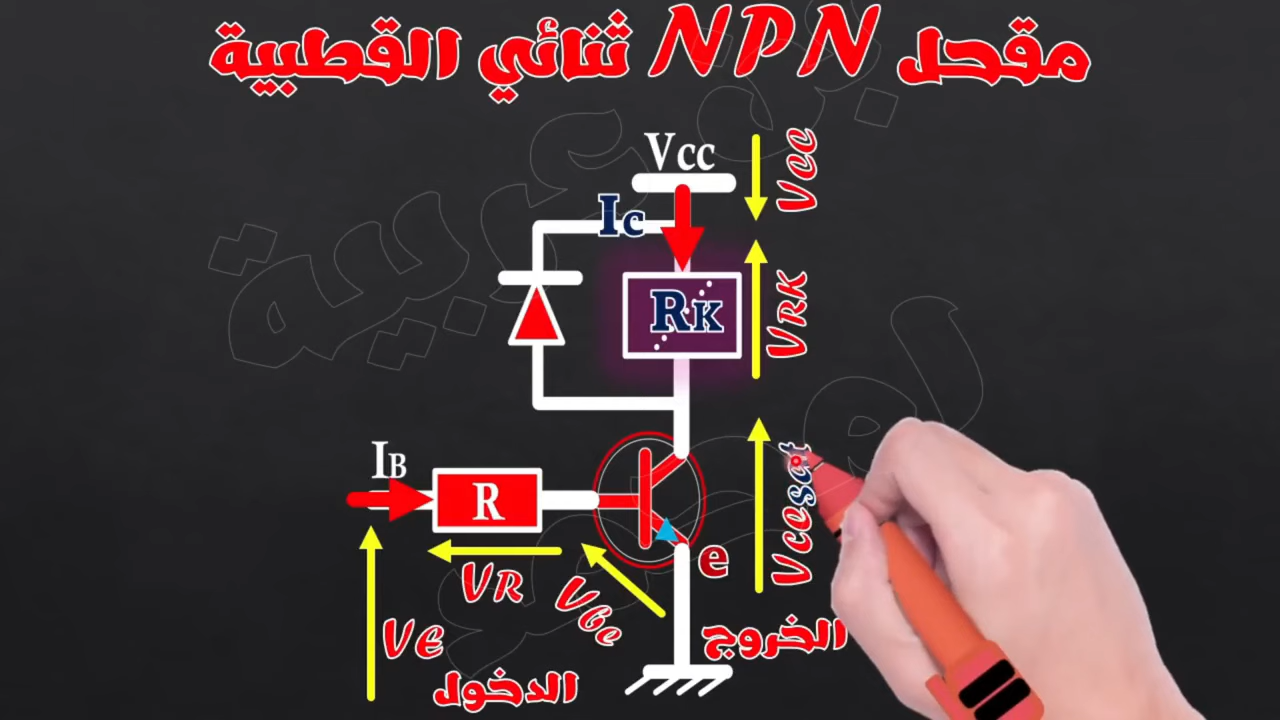 مقحل NPN ثنائي القطبية
Vcc
Vcc
Ic
RK
VRK
IB
R
Vcesat
e
VR
Vbe
VE
الخروج
الدخول